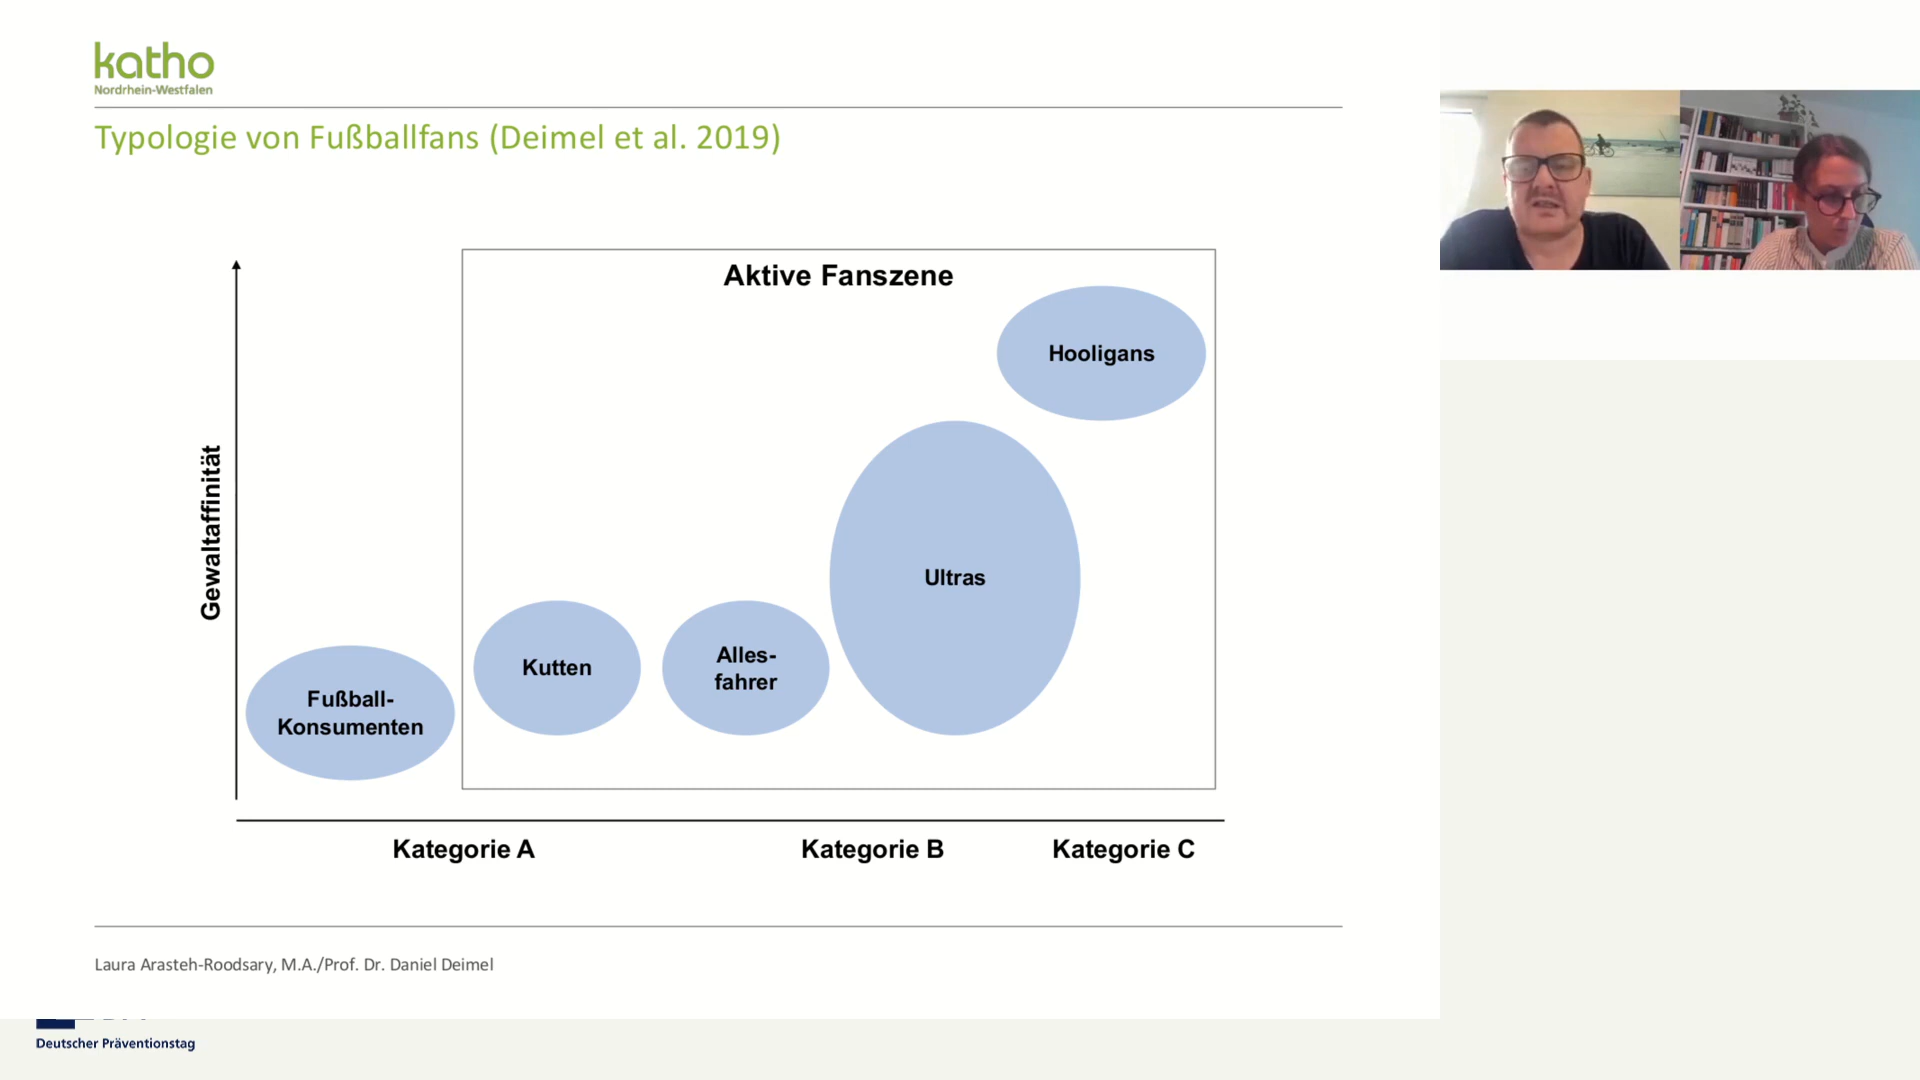 katho
Nordrhein-Westfalen
Typologie von Fußballfans (Deimel et al. 2019)
Aktive Fanszene
Hooligans
Gewaltaffinität
Ultras
Kutten
Alles-
fahrer
Fußball-
Konsumenten
Kategorie A
Kategorie B
Kategorie C
Laura Arasteh-Roodsary, M.A./Prof. Dr. Daniel Deimel
Deutscher Präventionstag